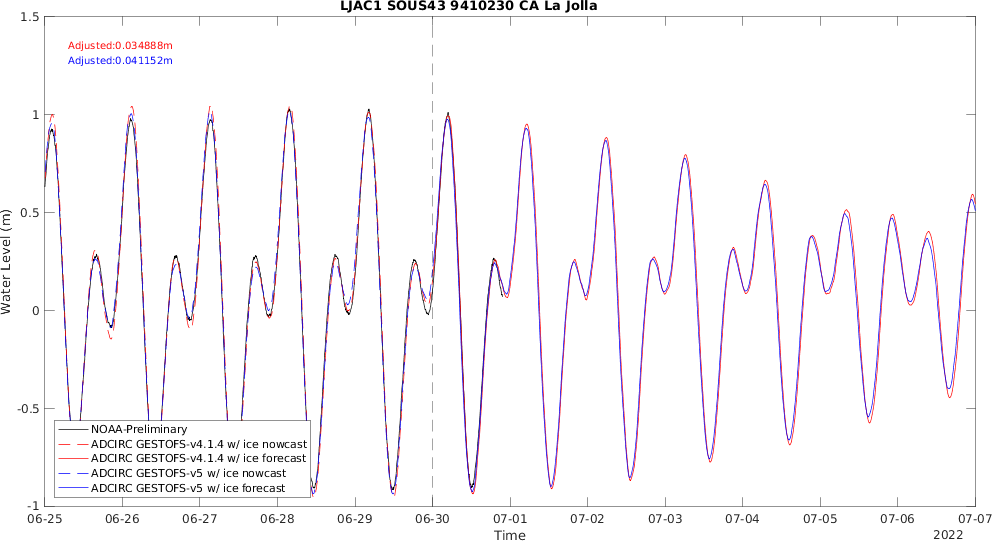 LJAC1 SOUS43 9410230 CA La Jolla
Adjusted:0.034888m
Adjusted:0.041152m
Water Level (m)
1.5
1
0.5
0
-0.5
-1
NOAA-Preliminary
ADCIRC GESTOFS-v4.1.4 w/ ice nowcast
ADCIRC GESTOFS-v4.1.4 w/ ice forecast
ADCIRC GESTOFS-v5 w/ ice nowcast
ADCIRC GESTOFS-v5 w/ ice forecast
06-25 06-26 06-27 06-28 06-29 06-30 07-01 07-02 07-03 07-04 07-05 07-06 07-07
Time
2022